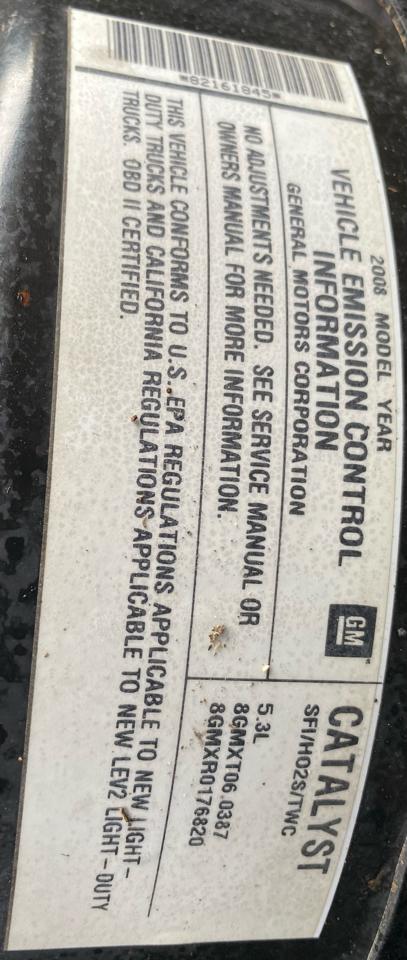 *82161845*
2008 MODEL YEAR
VEHICLE EMISSION CONTROL
INFORMATION
GENERAL MOTORS CORPORATION
GM
CATALYST
SFI/HO2S/TWC
NO ADJUSTMENTS NEEDED. SEE SERVICE MANUAL OR
OWNERS MANUAL FOR MORE INFORMATION.
5.3L
8GMXT06.0387
8GMXR0176820
THIS VEHICLE CONFORMS TO U.S. EPA REGULATIONS APPLICABLE TO NEW LIGHT-
DUTY TRUCKS AND CALIFORNIA REGULATIONS APPLICABLE TO NEW LEV2 LIGHT-DUTY
TRUCKS. OBD II CERTIFIED.